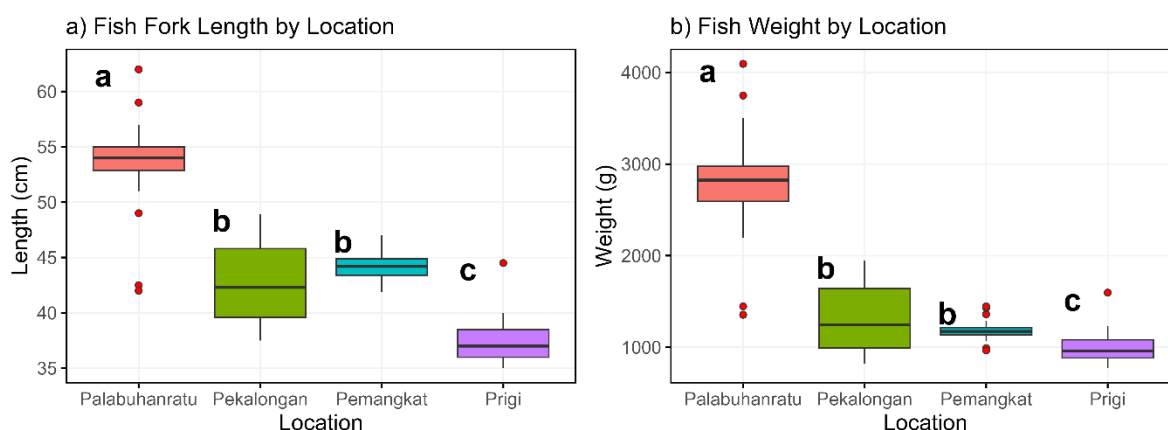 a) Fish Fork Length by Location
Length (cm)
60
55
50
45
40
35
a
b
b
c
Palabuhanratu Pekalongan Pemangkat Prigi
Location
b) Fish Weight by Location
Weight (g)
4000
3000
2000
1000
a
b
b
c
Palabuhanratu Pekalongan Pemangkat Prigi
Location